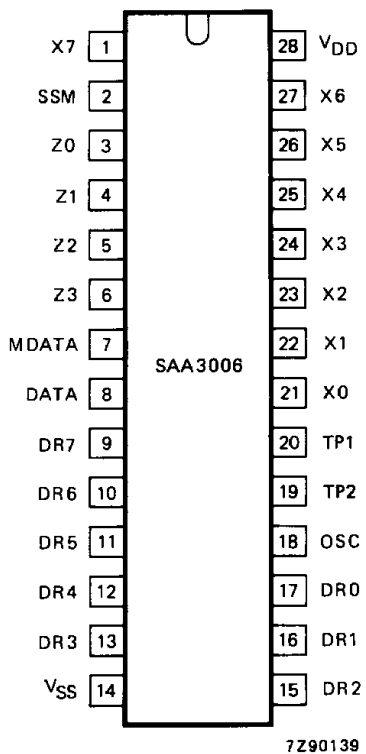 X7 1 28 VDD
SSM 2 27 X6
Z0 3 26 X5
Z1 4 25 X4
Z2 5 24 X3
Z3 6 23 X2
MDATA 7 22 X1
SAA3006
DATA 8 21 X0
DR7 9 20 TP1
DR6 10 19 TP2
DR5 11 18 OSC
DR4 12 17 DR0
DR3 13 16 DR1
VSS 14 15 DR2
7Z90139